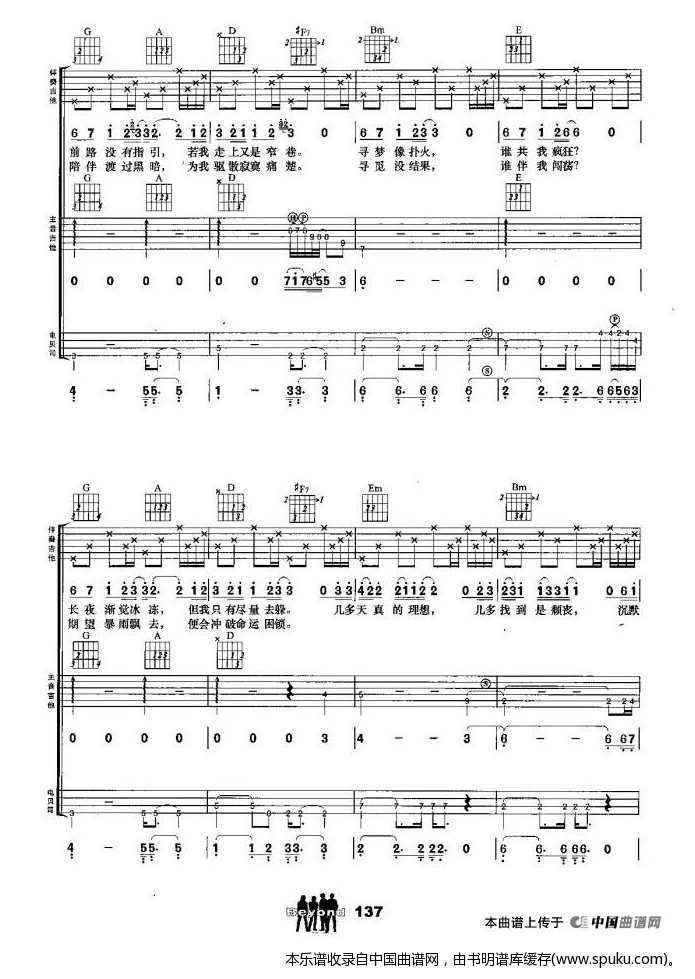 G A D ♯F7 Bm E
伴奏吉他
6 7 1 2 3 3 2. 2 1 2 3 2 1 1 1 2 3 0 6 7 1 2 3 3 0 6 7 1 2 6 6 0
前路没有指引，若我走上又是窄巷。寻梦像扑火，谁共我疯狂？
陪伴渡过黑暗，为我驱散寂寞痛楚。寻觅没结果，谁伴我闯荡？
G A D E
主音吉他
H P
0 0 0 0 0 0 7 1 7 6 ♯5 5 3 6 - - - 0 0 0 0
电贝司
S P
4 - 5 5 5. 5 1 - 3 3. 3 6 6. 6 6. 6 6 2 2. 2 2. 6 6 5 6 3
G A D ♯F7 Em Bm
伴奏吉他
6 7 1 2 3 3 2. 2 1 2 3 2 1 1 1 2 3 3 0 3 4 2 2 2 1 1 2 2 0 2 3 2 3 1 2 3 1 0 6 1
长夜渐觉冰冻，但我只有尽量去躲。几多天真的理想，几多找到是颓丧，沉默
期望暴雨飘去，便会冲破命运困锁。
G A D
主音吉他
S
0 0 0 0 0 0 0 3 4 - - 3 6 - - 6 6 7
电贝司
4 - 5 5. 5 1 1 2 3 3. 3 2 2. 2 2 2. 0 6 6. 6 6 6. 0
Beyond 137
本曲谱上传于 中国曲谱网
本乐谱收录自中国曲谱网，由书明谱库缓存(www.spuku.com)。